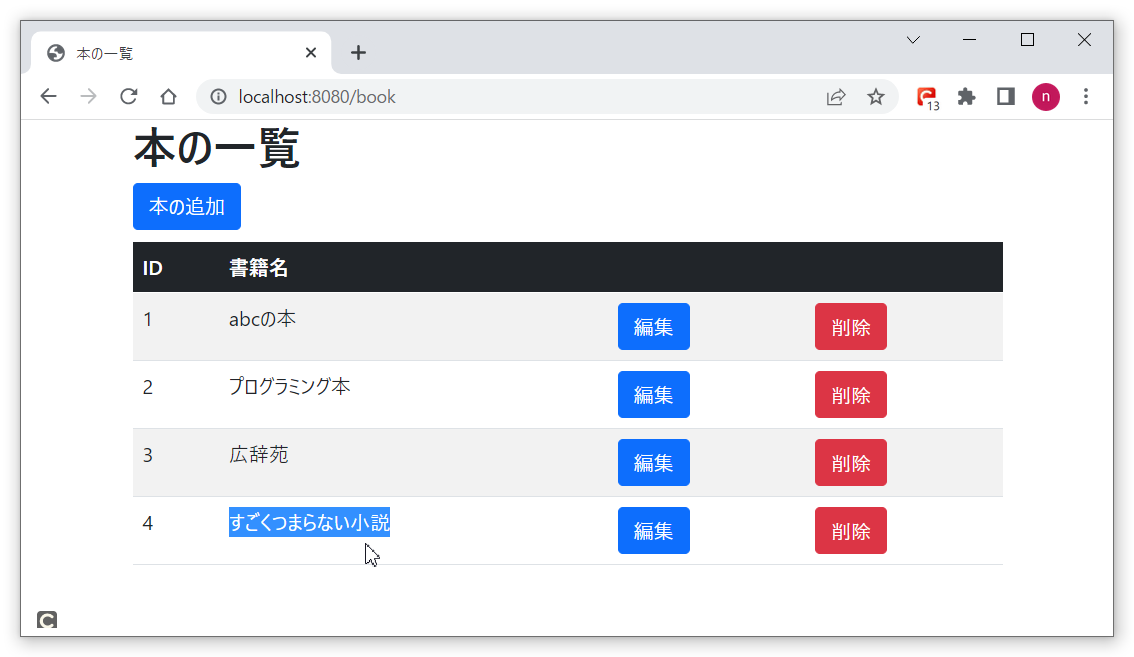 本の一覧
localhost:8080/book
13
n
本の一覧
本の追加
ID 書籍名
1 abcの本 編集 削除
2 プログラミング本 編集 削除
3 広辞苑 編集 削除
4 すごくつまらない小説 編集 削除
C